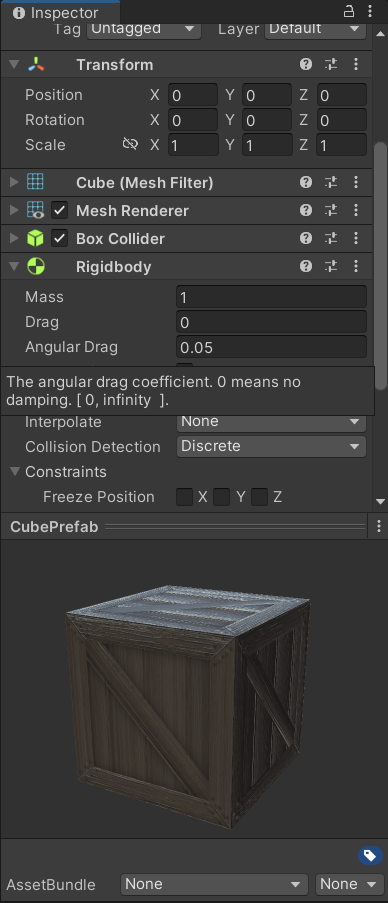 Inspector
Tag Untagged Layer Default
Transform
Position X 0 Y 0 Z 0
Rotation X 0 Y 0 Z 0
Scale X 1 Y 1 Z 1
Cube (Mesh Filter)
Mesh Renderer
Box Collider
Rigidbody
Mass 1
Drag 0
Angular Drag 0.05
The angular drag coefficient. 0 means no
damping. [ 0, infinity ].
Interpolate None
Collision Detection Discrete
Constraints
Freeze Position X Y Z
CubePrefab
AssetBundle None None